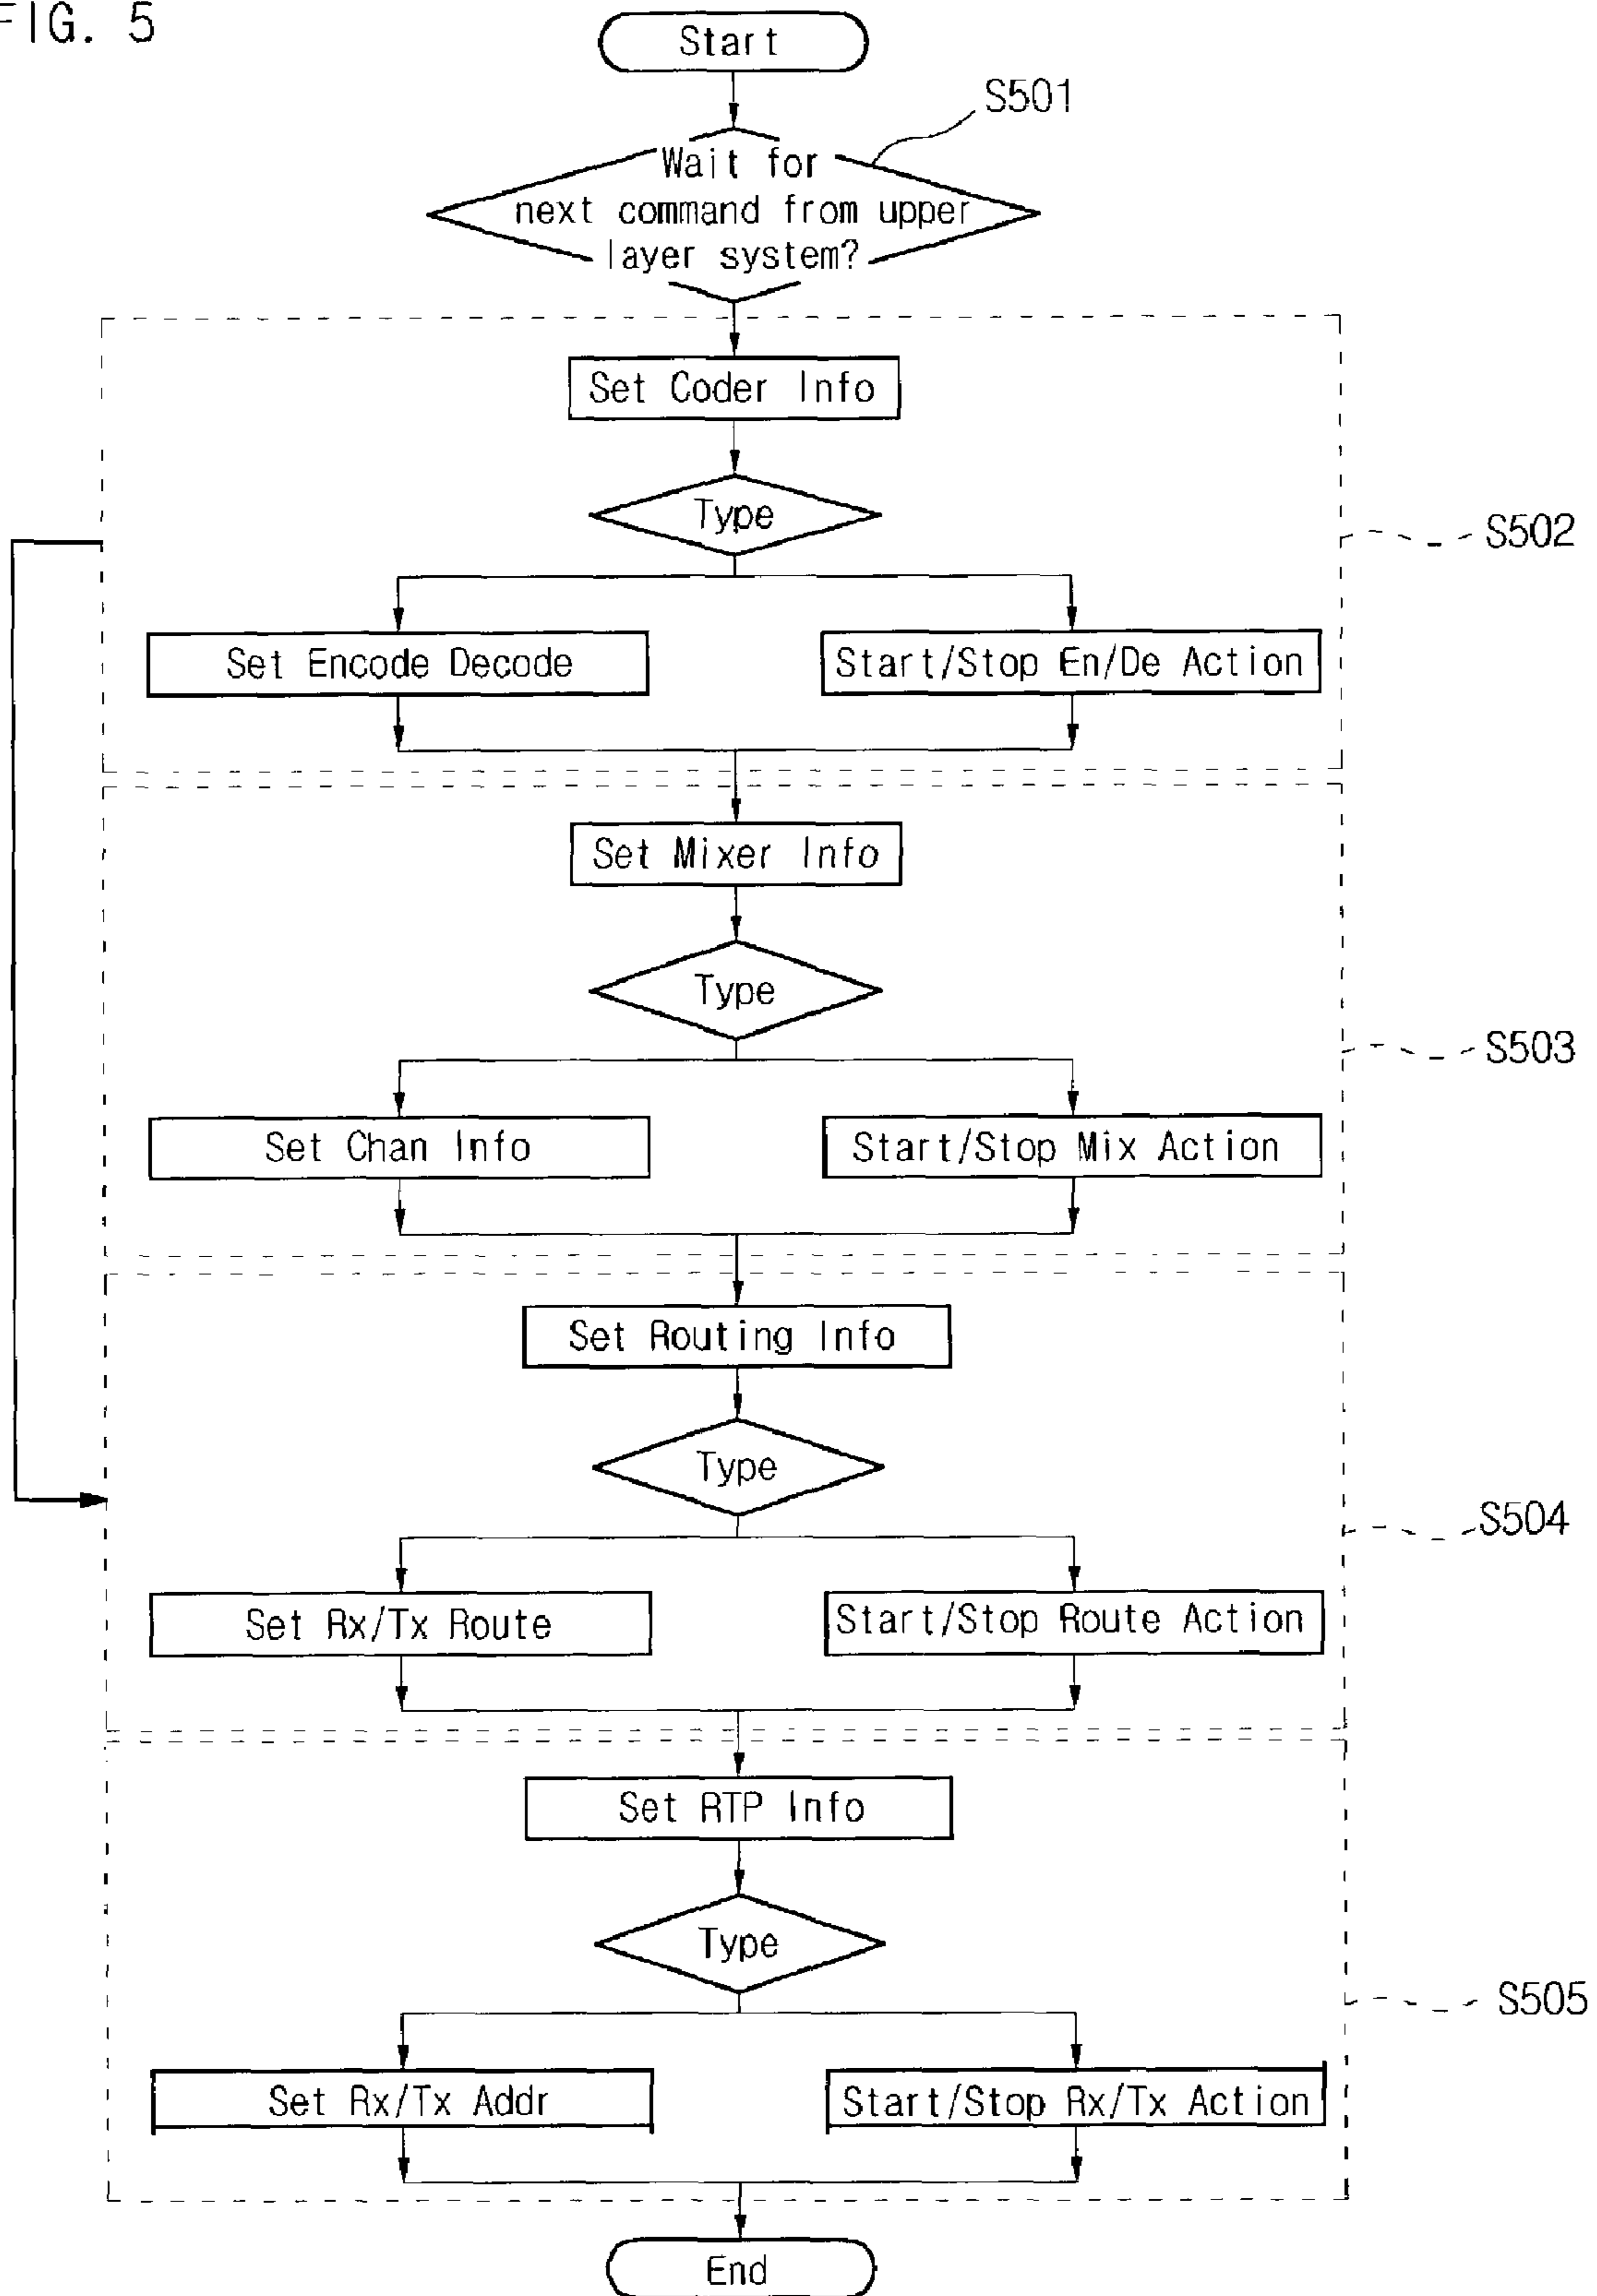 FIG. 5
Start
S501
Wait for
next command from upper
layer system?
Set Coder Info
Type
S502
Set Encode Decode
Start/Stop En/De Action
Set Mixer Info
Type
S503
Set Chan Info
Start/Stop Mix Action
Set Routing Info
Type
S504
Set Rx/Tx Route
Start/Stop Route Action
Set RTP Info
Type
S505
Set Rx/Tx Addr
Start/Stop Rx/Tx Action
End